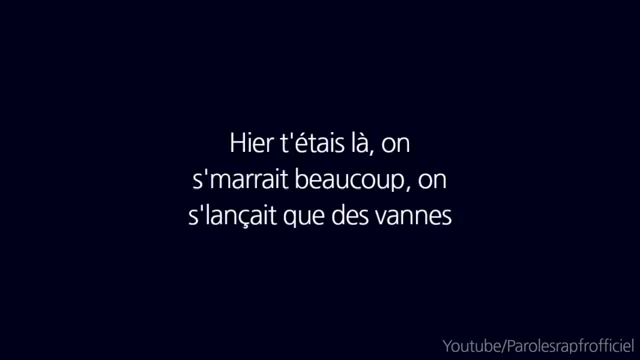 Hier t'étais là, on
s'marrait beaucoup, on
s'lançait que des vannes
Youtube/Parolesrapfrofficiel